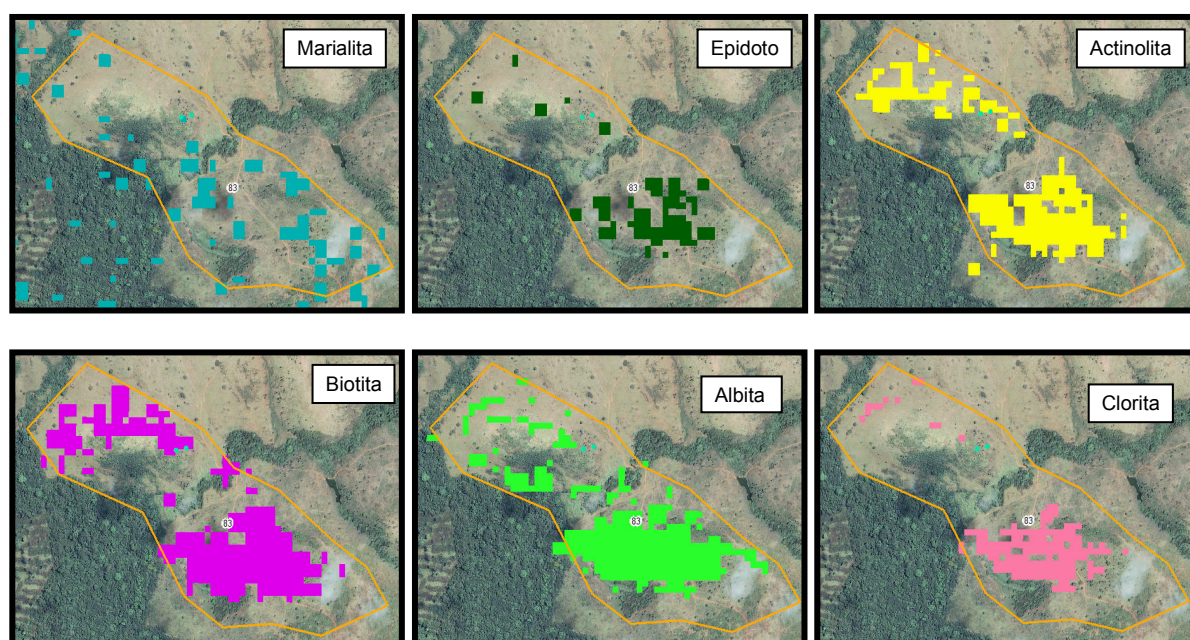 Marialita
Epidoto
Actinolita
83
83
83
Biotita
Albita
Clorita
83
83
83